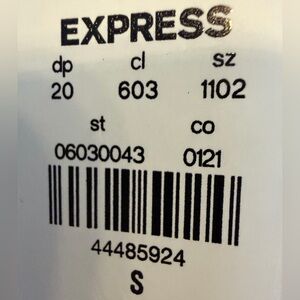 EXPRESS
dp cl sz
20 603 1102
st co
06030043 0121
44485924
S